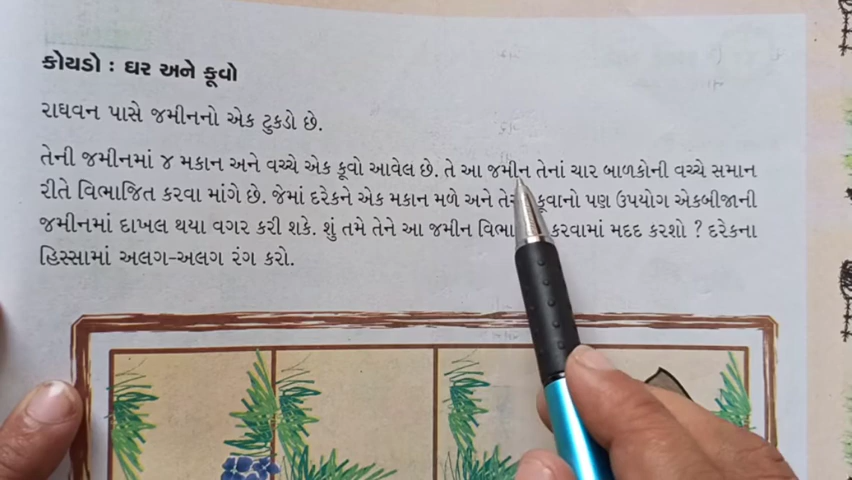 કોયડો : ઘર અને કૂવો
રાઘવન પાસે જમીનનો એક ટુકડો છે.
તેની જમીનમાં ૪ મકાન અને વચ્ચે એક કૂવો આવેલ છે. તે આ જમીન તેનાં ચાર બાળકોની વચ્ચે સમાન
રીતે વિભાજિત કરવા માંગે છે. જેમાં દરેકને એક મકાન મળે અને કૂવાનો પણ ઉપયોગ એકબીજાની
જમીનમાં દાખલ થયા વગર કરી શકે. શું તમે તેને આ જમીન કરવામાં મદદ કરશો ? દરેકના
હિસ્સામાં અલગ-અલગ રંગ કરો.